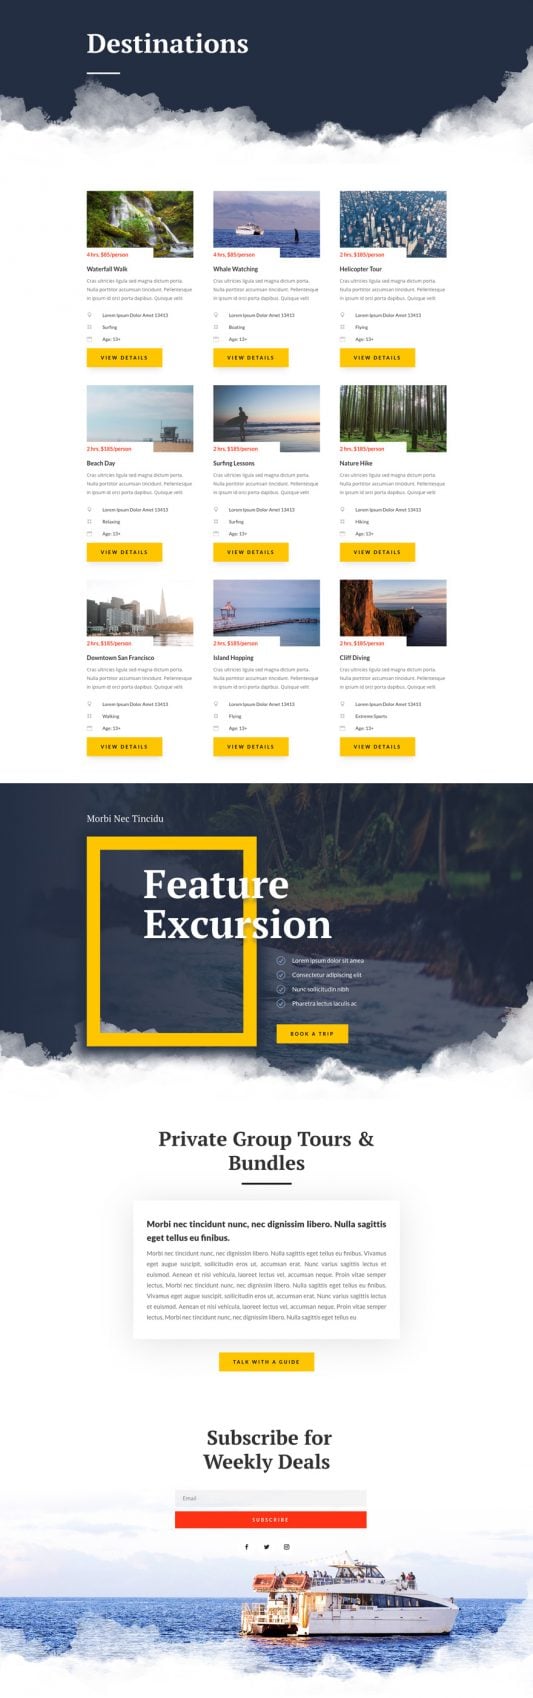 Destinations
4 hrs, $85/person
Waterfall Walk
Cras ultricies ligula sed magna dictum porta.
Nulla porttitor accumsan tincidunt. Pellentesque
in ipsum id orci porta dapibus. Quisque velit
Lorem Ipsum Dolor Amet 13413
Surfing
Age: 13+
VIEW DETAILS
4 hrs, $85/person
Whale Watching
Cras ultricies ligula sed magna dictum porta.
Nulla porttitor accumsan tincidunt. Pellentesque
in ipsum id orci porta dapibus. Quisque velit
Lorem Ipsum Dolor Amet 13413
Boating
Age: 13+
VIEW DETAILS
2 hrs, $185/person
Helicopter Tour
Cras ultricies ligula sed magna dictum porta.
Nulla porttitor accumsan tincidunt. Pellentesque
in ipsum id orci porta dapibus. Quisque velit
Lorem Ipsum Dolor Amet 13413
Flying
Age: 13+
VIEW DETAILS
2 hrs, $185/person
Beach Day
Cras ultricies ligula sed magna dictum porta.
Nulla porttitor accumsan tincidunt. Pellentesque
in ipsum id orci porta dapibus. Quisque velit
Lorem Ipsum Dolor Amet 13413
Relaxing
Age: 13+
VIEW DETAILS
2 hrs, $185/person
Surfing Lessons
Cras ultricies ligula sed magna dictum porta.
Nulla porttitor accumsan tincidunt. Pellentesque
in ipsum id orci porta dapibus. Quisque velit
Lorem Ipsum Dolor Amet 13413
Surfing
Age: 13+
VIEW DETAILS
2 hrs, $185/person
Nature Hike
Cras ultricies ligula sed magna dictum porta.
Nulla porttitor accumsan tincidunt. Pellentesque
in ipsum id orci porta dapibus. Quisque velit
Lorem Ipsum Dolor Amet 13413
Hiking
Age: 13+
VIEW DETAILS
2 hrs, $185/person
Downtown San Francisco
Cras ultricies ligula sed magna dictum porta.
Nulla porttitor accumsan tincidunt. Pellentesque
in ipsum id orci porta dapibus. Quisque velit
Lorem Ipsum Dolor Amet 13413
Walking
Age: 13+
VIEW DETAILS
2 hrs, $185/person
Island Hopping
Cras ultricies ligula sed magna dictum porta.
Nulla porttitor accumsan tincidunt. Pellentesque
in ipsum id orci porta dapibus. Quisque velit
Lorem Ipsum Dolor Amet 13413
Flying
Age: 13+
VIEW DETAILS
2 hrs, $185/person
Cliff Diving
Cras ultricies ligula sed magna dictum porta.
Nulla porttitor accumsan tincidunt. Pellentesque
in ipsum id orci porta dapibus. Quisque velit
Lorem Ipsum Dolor Amet 13413
Extreme Sports
Age: 13+
VIEW DETAILS
Morbi Nec Tincidu
Feature
Excursion
Lorem ipsum dolor sit amea
Consectetur adipiscing elit
Nunc sollicitudin nibh
Pharetra lectus iaculis ac
BOOK A TRIP
Private Group Tours &
Bundles
Morbi nec tincidunt nunc, nec dignissim libero. Nulla sagittis
eget tellus eu finibus.
Morbi nec tincidunt nunc, nec dignissim libero. Nulla sagittis eget tellus eu finibus. Vivamus
eget augue suscipit, sollicitudin eros ut, accumsan erat. Nunc varius sagittis lectus et
euismod. Aenean et nisi vehicula, laoreet lectus vel, accumsan neque. Proin vitae semper
lectus. Morbi nec tincidunt nunc, nec dignissim libero. Nulla sagittis eget tellus eu finibus.
Vivamus eget augue suscipit, sollicitudin eros ut, accumsan erat. Nunc varius sagittis lectus
et euismod. Aenean et nisi vehicula, laoreet lectus vel, accumsan neque. Proin vitae semper
lectus. Morbi nec tincidunt nunc, nec dignissim libero. Nulla sagittis eget tellus eu
TALK WITH A GUIDE
Subscribe for
Weekly Deals
Email
SUBSCRIBE